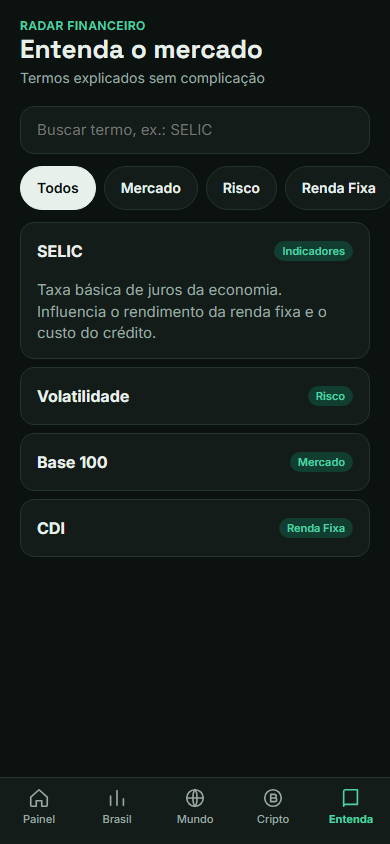 RADAR FINANCEIRO
Entenda o mercado
Termos explicados sem complicação
Buscar termo, ex.: SELIC
Todos
Mercado
Risco
Renda Fixa
SELIC
Indicadores
Taxa básica de juros da economia.
Influencia o rendimento da renda fixa e o
custo do crédito.
Volatilidade
Risco
Base 100
Mercado
CDI
Renda Fixa
Painel
Brasil
Mundo
Cripto
Entenda